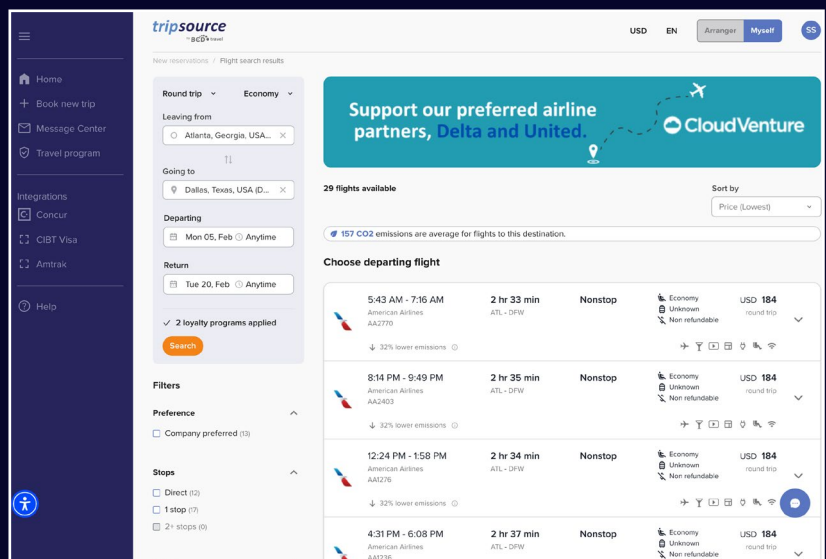 tripsource
BY BCD travel
USD EN Arranger Myself SS
New reservations / Flight search results
Home
Book new trip
Message Center
Travel program
Integrations
Concur
CIBT Visa
Amtrak
Help
Round trip Economy
Leaving from
Atlanta, Georgia, USA...
Going to
Dallas, Texas, USA (D...
Departing
Mon 05, Feb Anytime
Return
Tue 20, Feb Anytime
2 loyalty programs applied
Search
Filters
Preference
Company preferred (13)
Stops
Direct (12)
1 stop (17)
2+ stops (0)
Support our preferred airline
partners, Delta and United.
CloudVenture
29 flights available
Sort by
Price (Lowest)
157 CO2 emissions are average for flights to this destination.
Choose departing flight
5:43 AM - 7:16 AM 2 hr 33 min Nonstop Economy USD 184
American Airlines ATL • DFW Unknown round trip
AA2770 Non refundable
32% lower emissions
8:14 PM - 9:49 PM 2 hr 35 min Nonstop Economy USD 184
American Airlines ATL • DFW Unknown round trip
AA2403 Non refundable
32% lower emissions
12:24 PM - 1:58 PM 2 hr 34 min Nonstop Economy USD 184
American Airlines ATL • DFW Unknown round trip
AA1276 Non refundable
32% lower emissions
4:31 PM - 6:08 PM 2 hr 37 min Nonstop Economy USD 184
American Airlines ATL • DFW Unknown round trip
AA1236 Non refundable